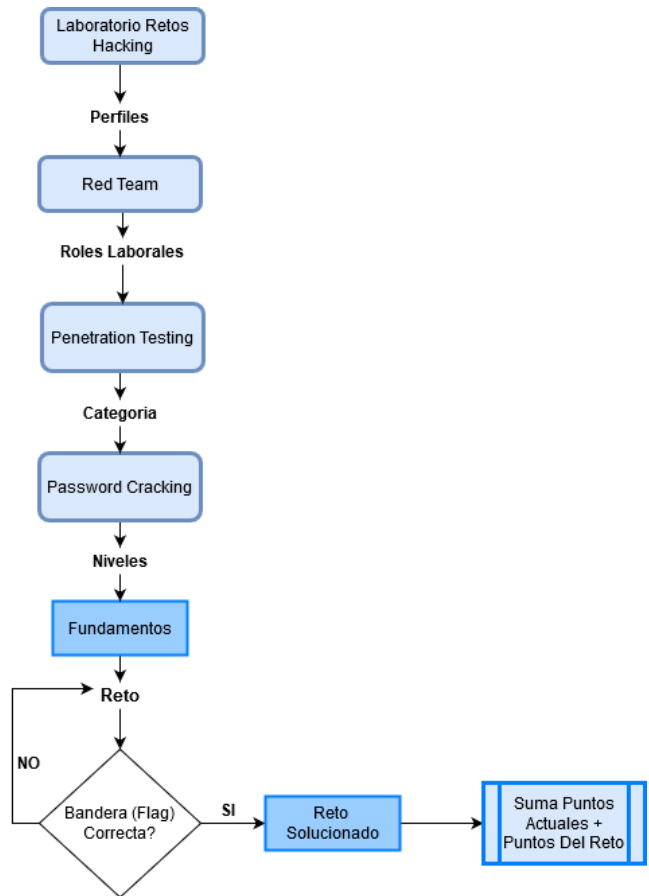 Laboratorio Retos
Hacking
Perfiles
Red Team
Roles Laborales
Penetration Testing
Categoria
Password Cracking
Niveles
Fundamentos
Reto
NO
Bandera (Flag)
Correcta?
SI
Reto
Solucionado
Suma Puntos
Actuales +
Puntos Del Reto